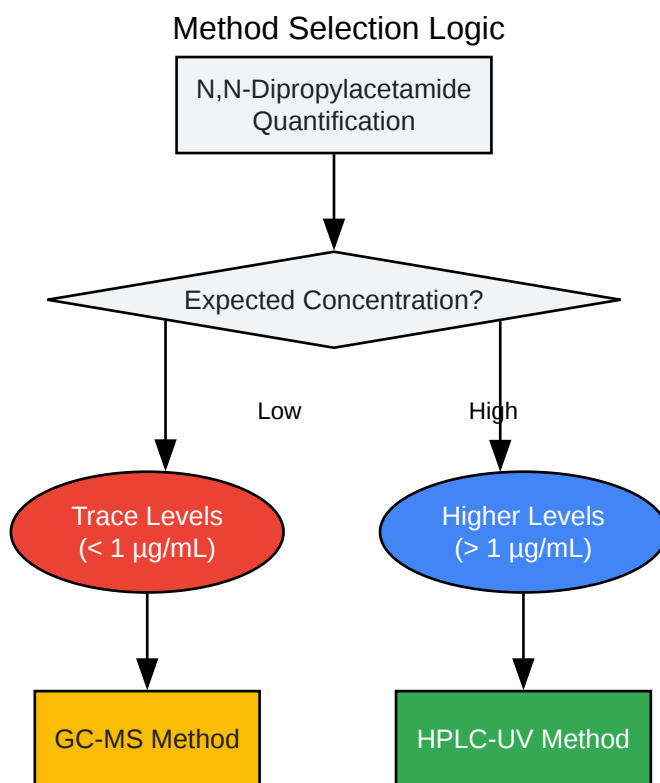 Method Selection Logic
N,N-Dipropylacetamide
Quantification
Expected Concentration?
Low
High
Trace Levels
(< 1 µg/mL)
Higher Levels
(> 1 µg/mL)
GC-MS Method
HPLC-UV Method